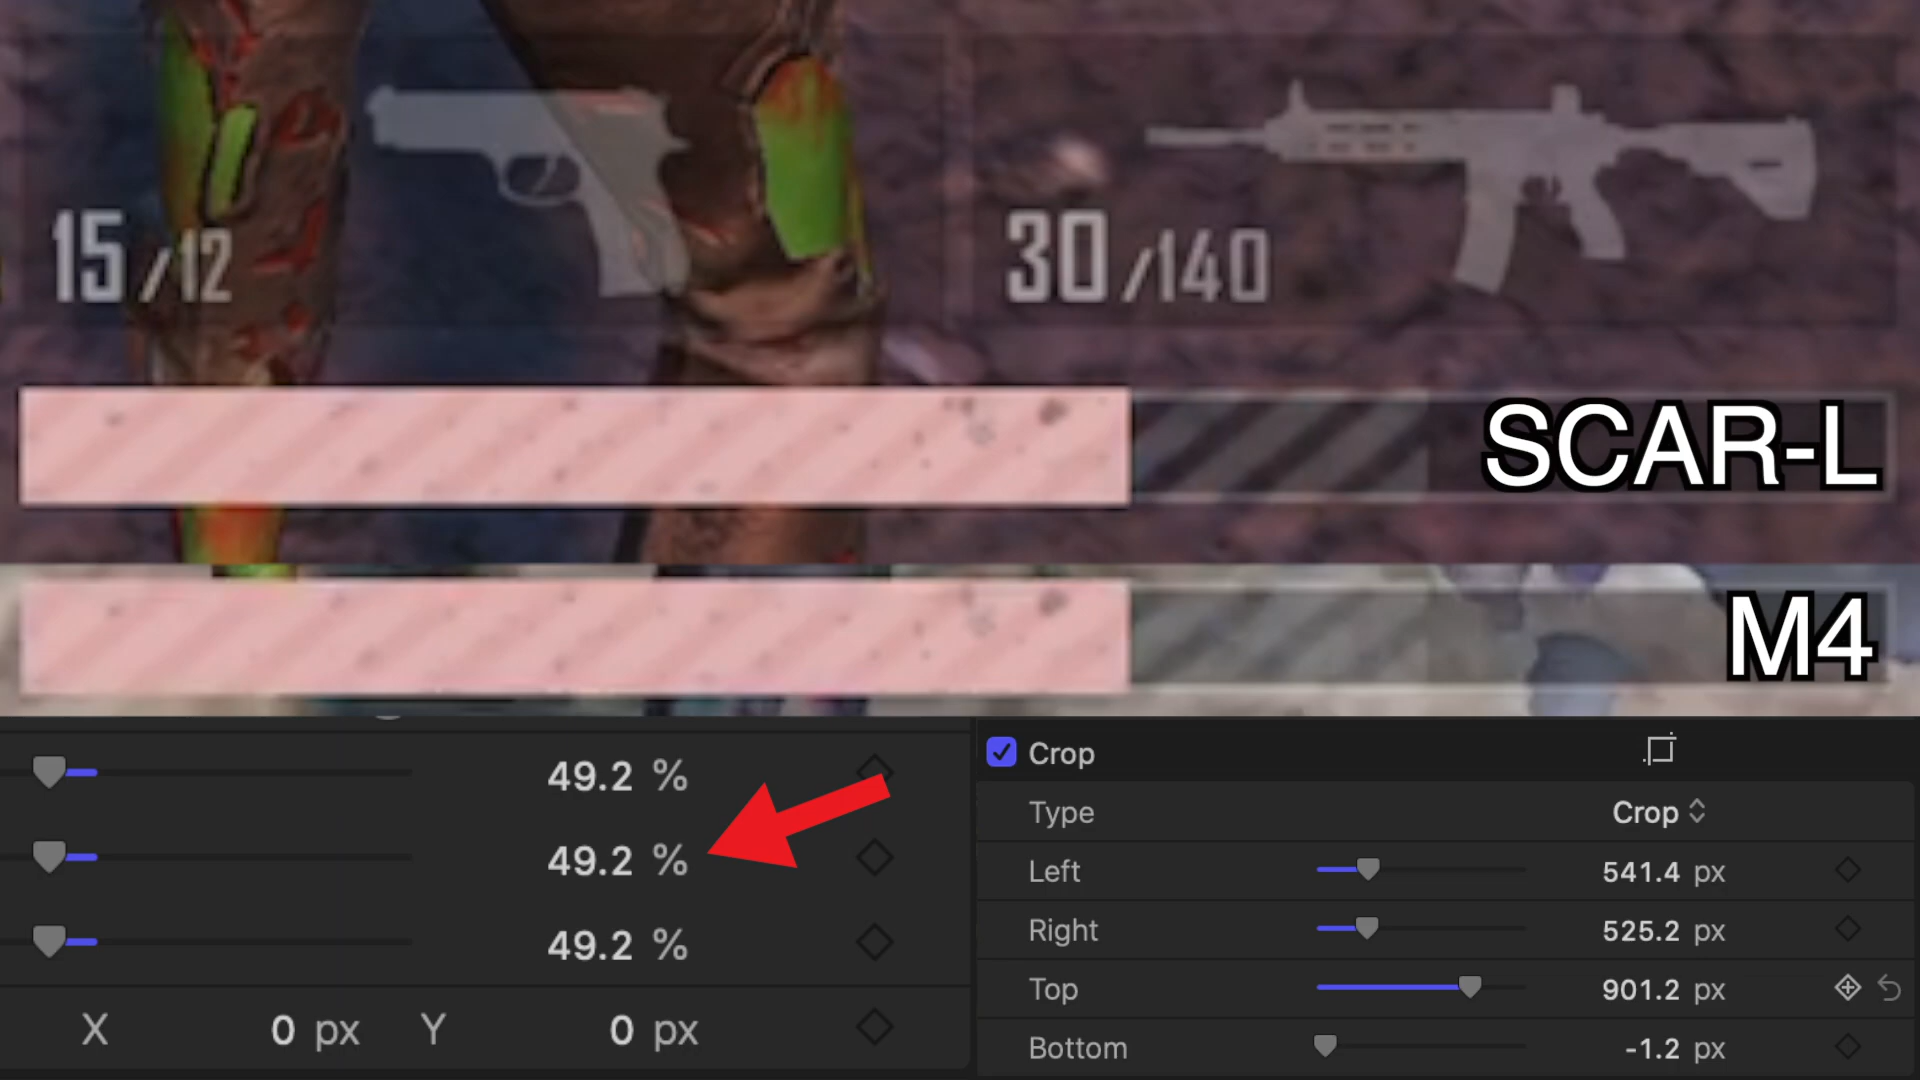 15/12
30/140
SCAR-L
M4
49.2 %
49.2 %
49.2 %
X 0 px Y 0 px
Crop
Type Crop
Left 541.4 px
Right 525.2 px
Top 901.2 px
Bottom -1.2 px